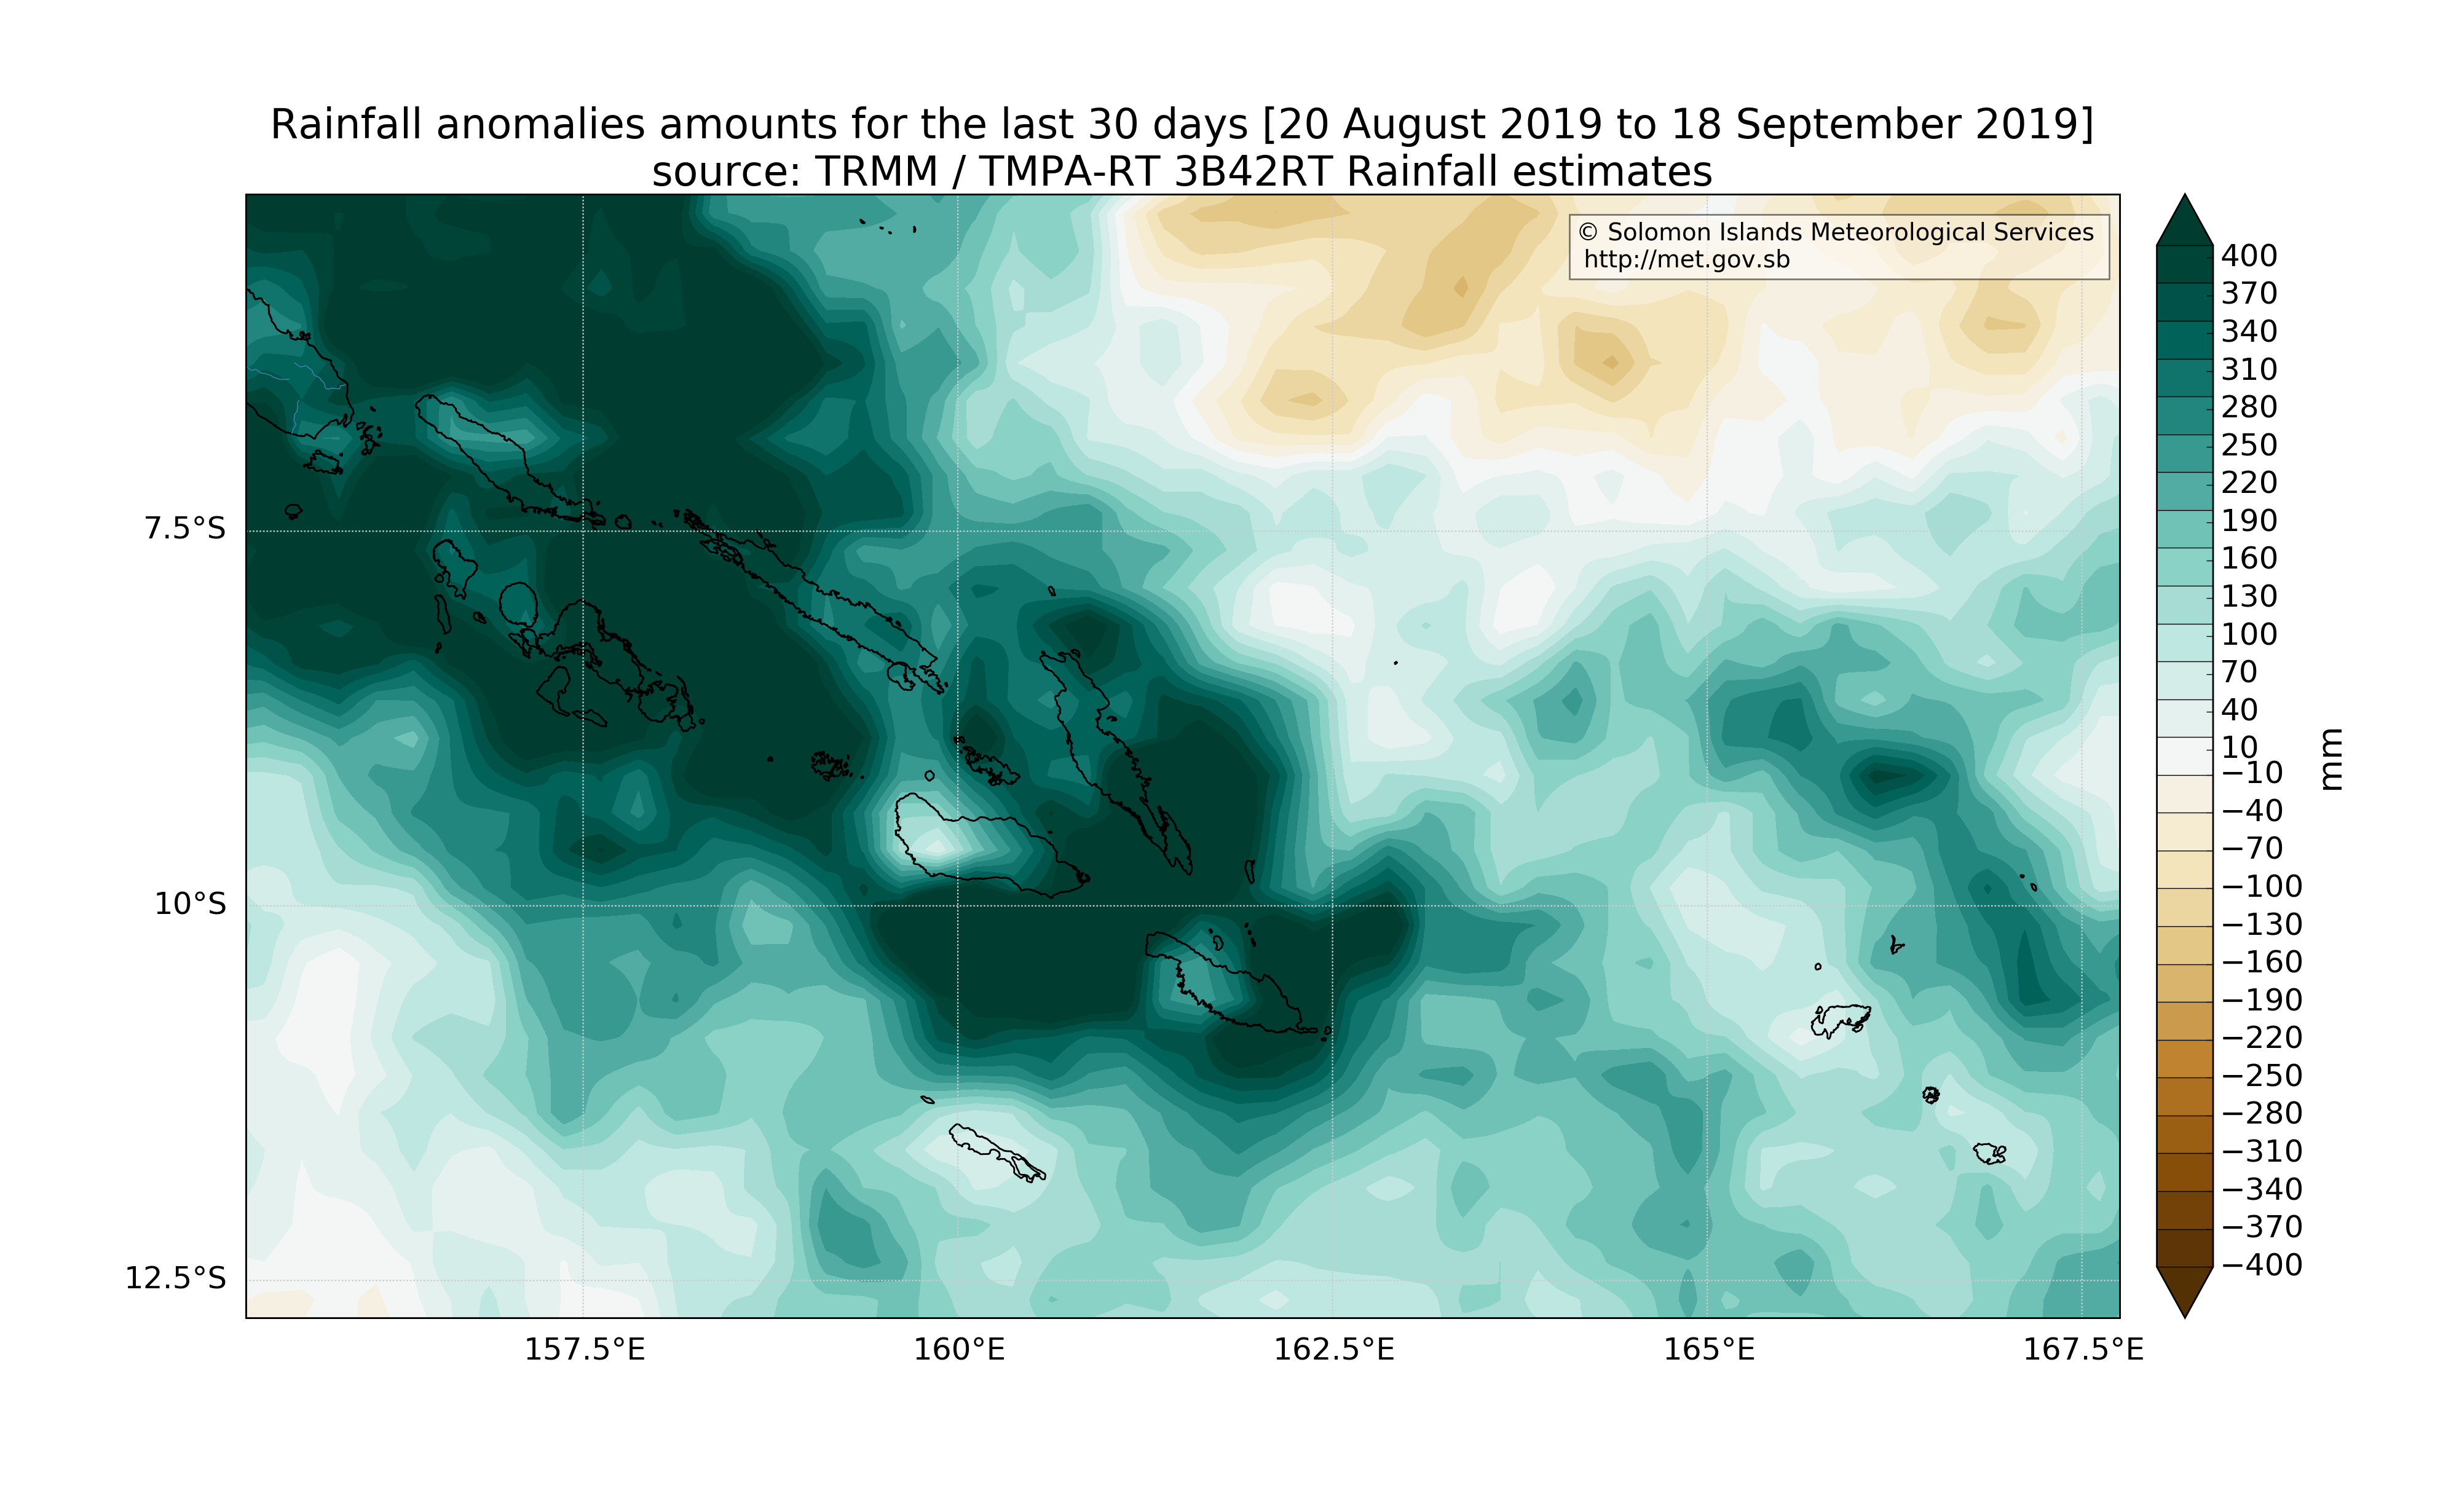 Rainfall anomalies amounts for the last 30 days [20 August 2019 to 18 September 2019]
source: TRMM / TMPA-RT 3B42RT Rainfall estimates
© Solomon Islands Meteorological Services
http://met.gov.sb
7.5°S
10°S
12.5°S
157.5°E
160°E
162.5°E
165°E
167.5°E
400
370
340
310
280
250
220
190
160
130
100
70
40
10
−10
−40
−70
−100
−130
−160
−190
−220
−250
−280
−310
−340
−370
−400
mm